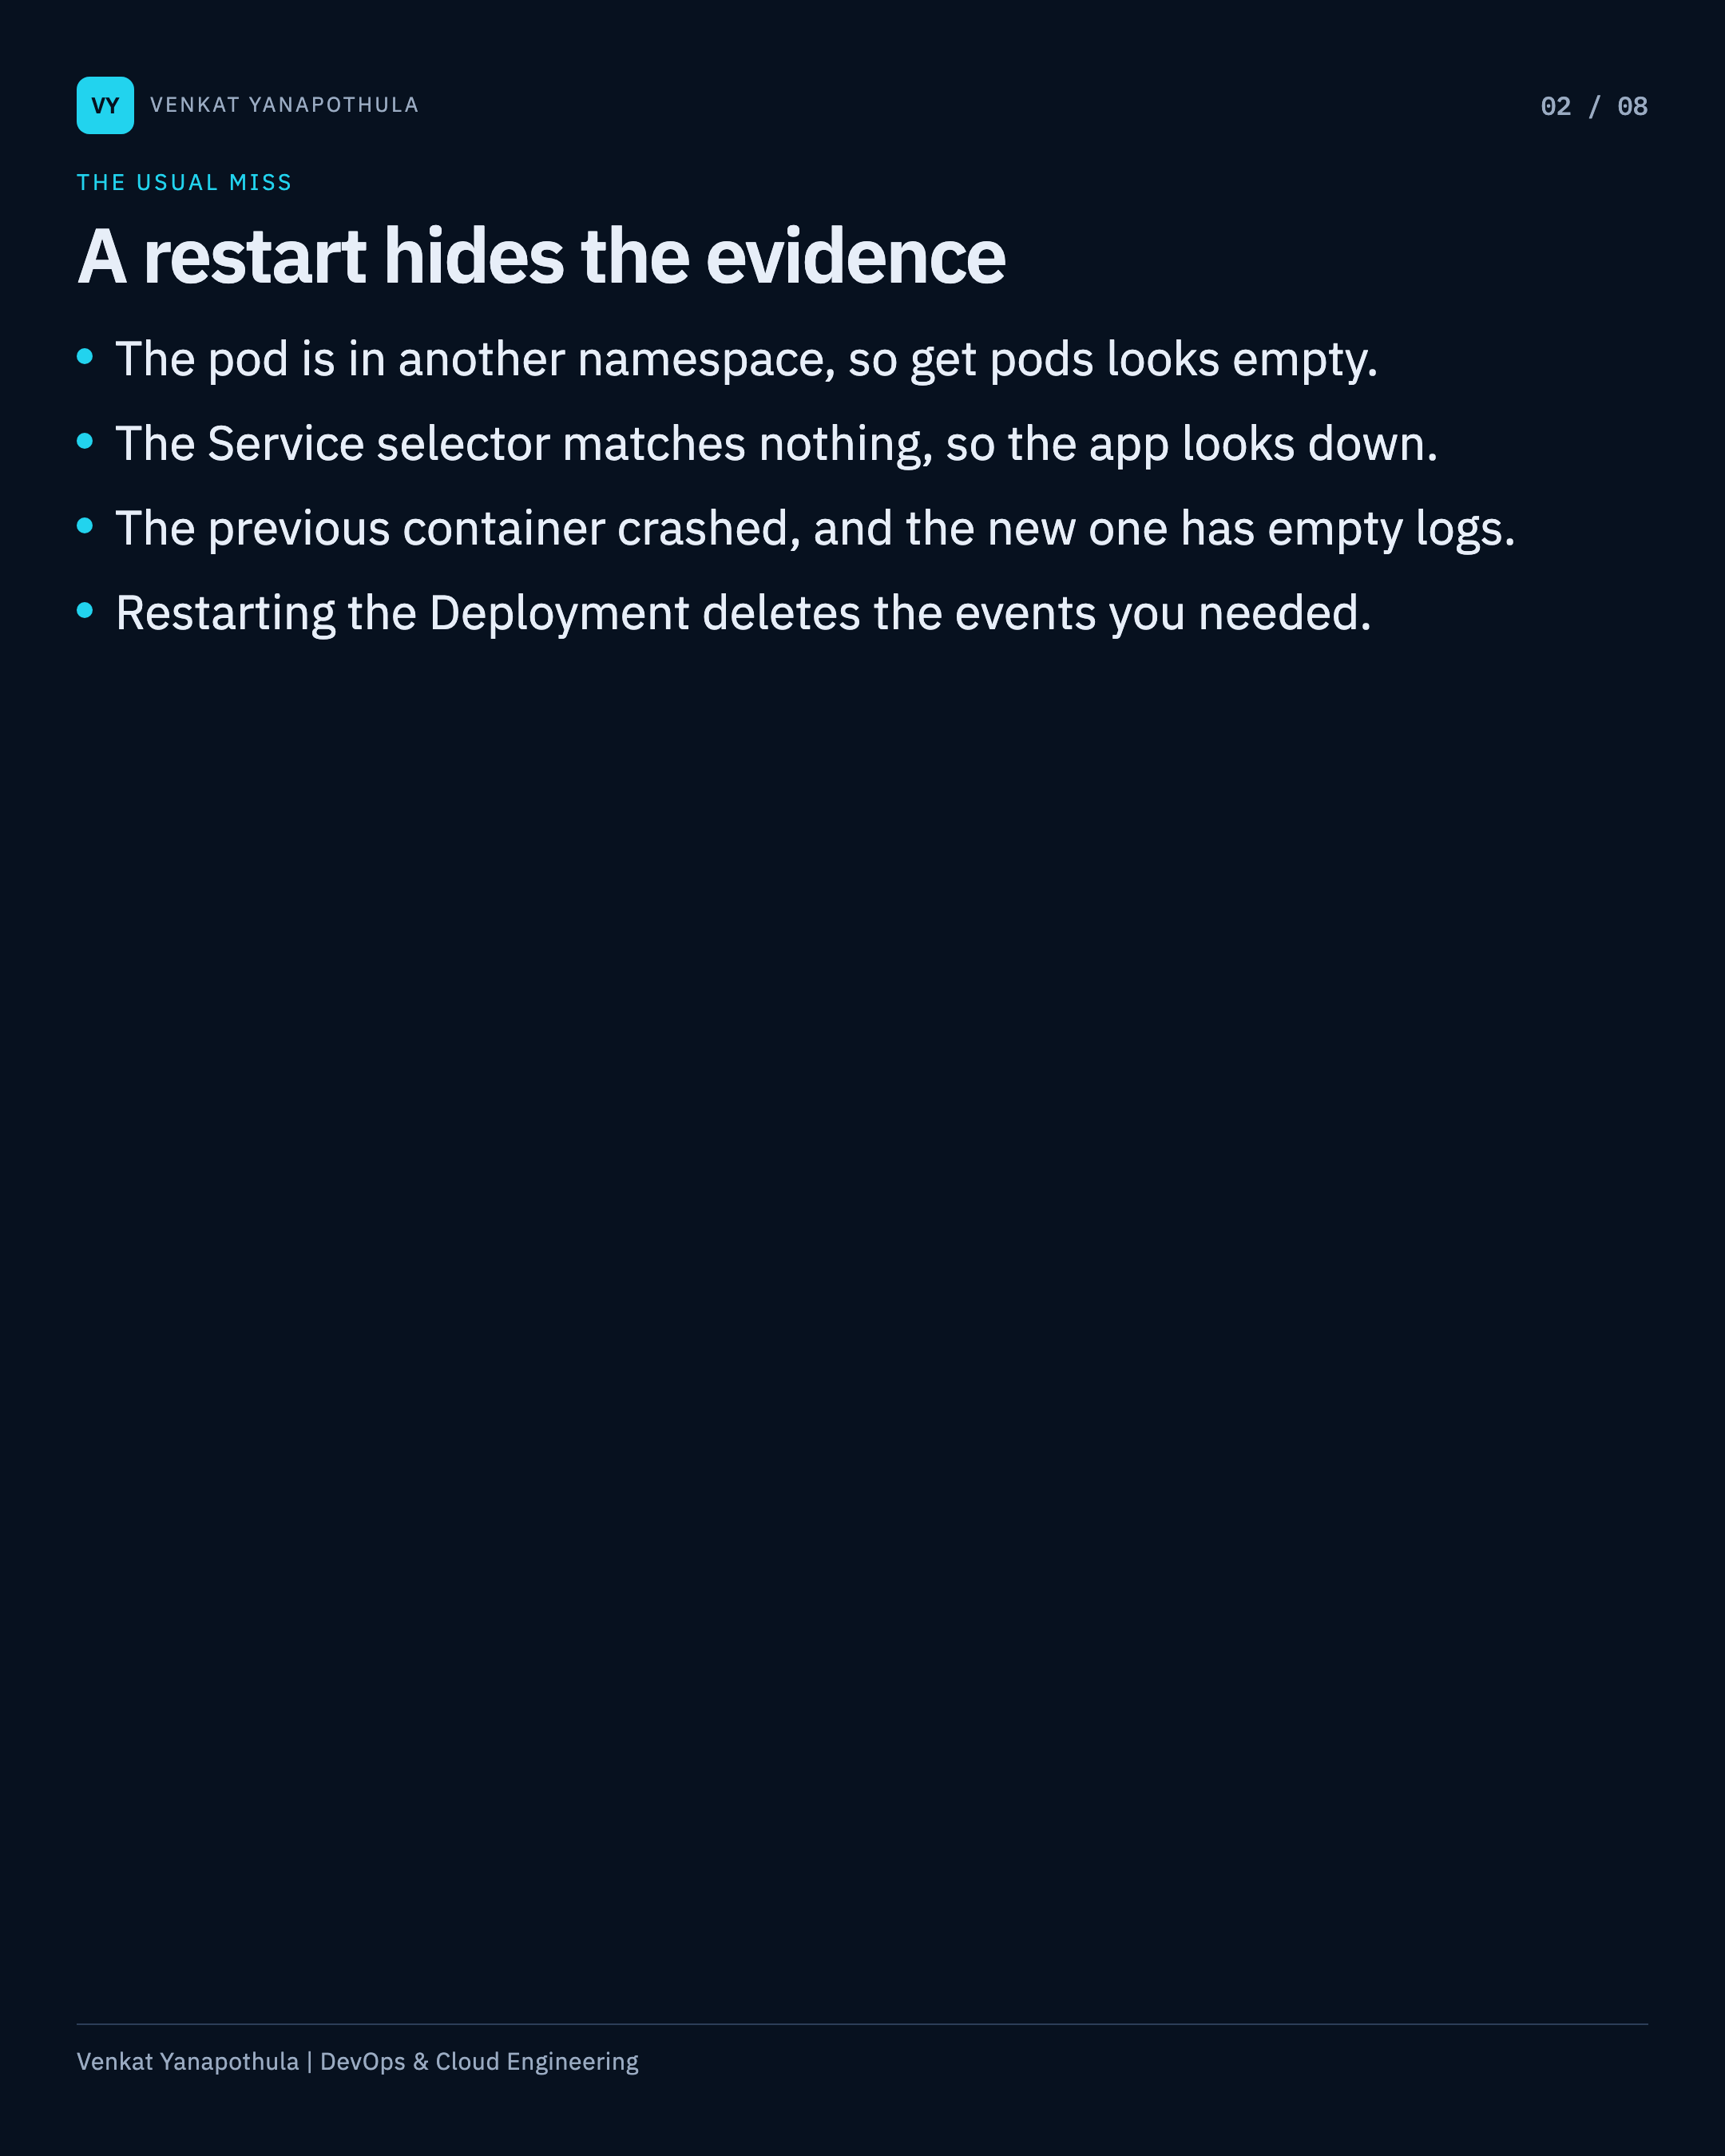 VY VENKAT YANAPOTHULA
02 / 08
THE USUAL MISS
A restart hides the evidence
The pod is in another namespace, so get pods looks empty.
The Service selector matches nothing, so the app looks down.
The previous container crashed, and the new one has empty logs.
Restarting the Deployment deletes the events you needed.
Venkat Yanapothula | DevOps & Cloud Engineering